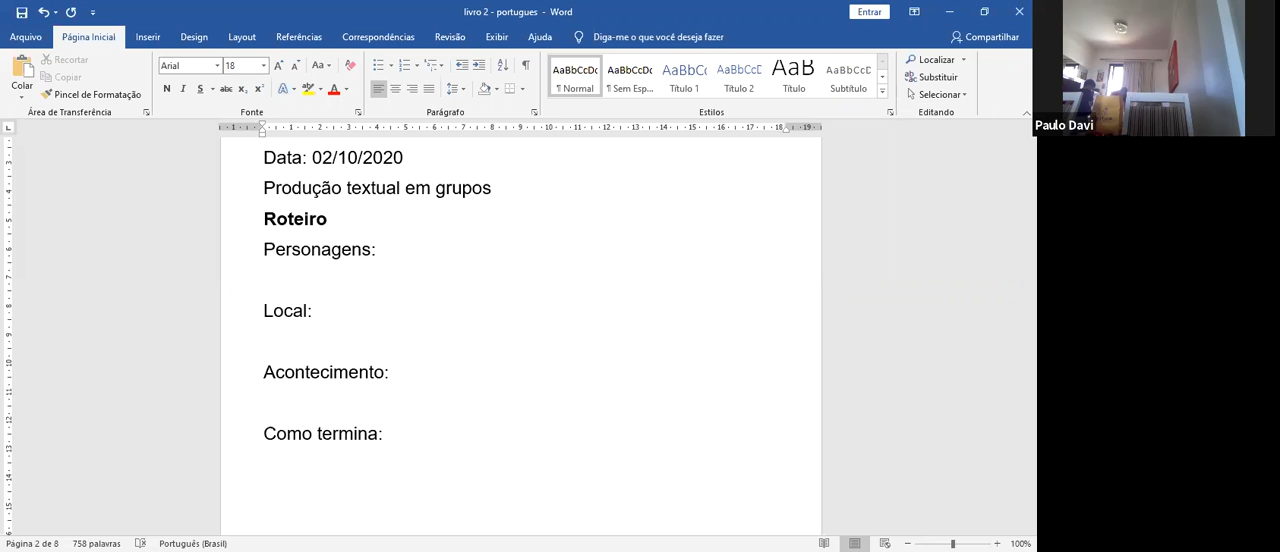 livro 2 - portugues - Word
Entrar
Arquivo Página Inicial Inserir Design Layout Referências Correspondências Revisão Exibir Ajuda Diga-me o que você deseja fazer Compartilhar
Colar
Recortar
Copiar
Pincel de Formatação
Área de Transferência
Arial 18
Fonte
Parágrafo
AaBbCcDc AaBbCcDc AaBbCc AaBbCcD AaB AaBbCcD
¶ Normal ¶ Sem Esp... Título 1 Título 2 Título Subtítulo
Estilos
Localizar
Substituir
Selecionar
Editando
Paulo Davi
Data: 02/10/2020
Produção textual em grupos
Roteiro
Personagens:
Local:
Acontecimento:
Como termina:
Página 2 de 8 758 palavras Português (Brasil) 100%